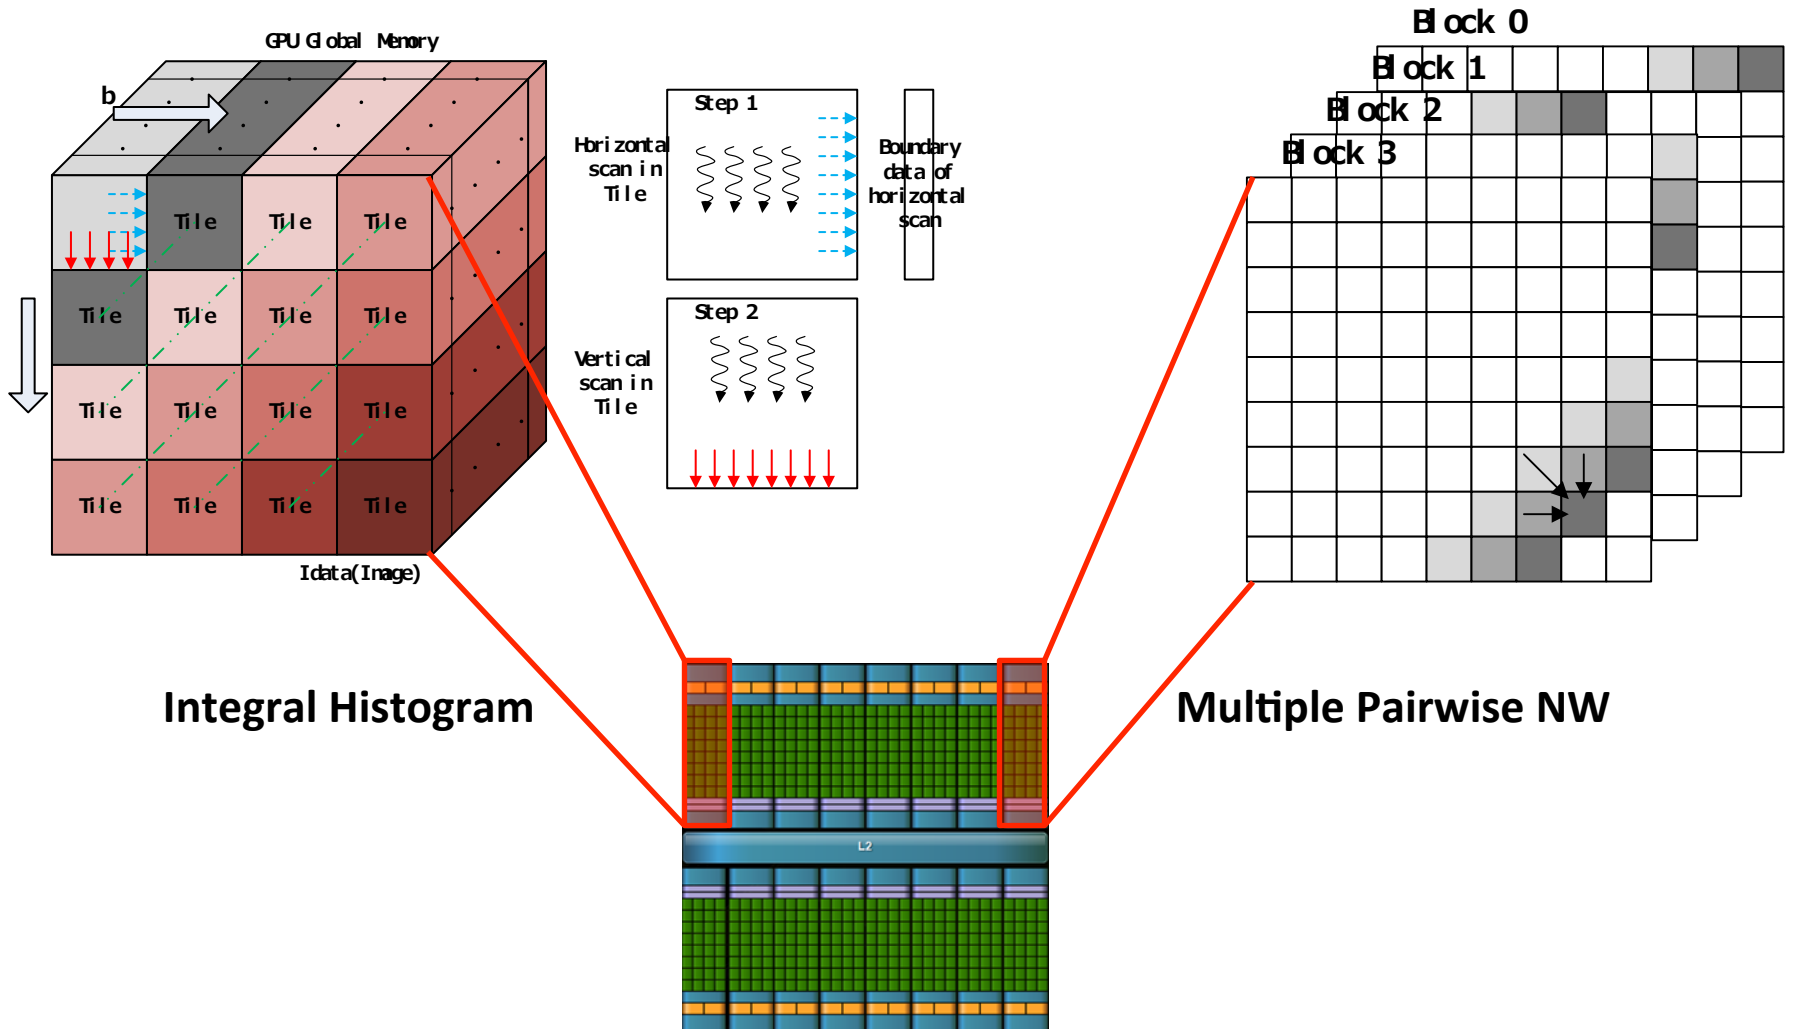 GPU Global Memory
b
Tile Tile Tile
Tile Tile Tile Tile
Tile Tile Tile Tile
Tile Tile Tile Tile
Idata(Image)
Horizontal
scan in
Tile
Step 1
Boundary
data of
horizontal
scan
Vertical
scan in
Tile
Step 2
Block 0
Block 1
Block 2
Block 3
Integral Histogram
Multiple Pairwise NW
L2